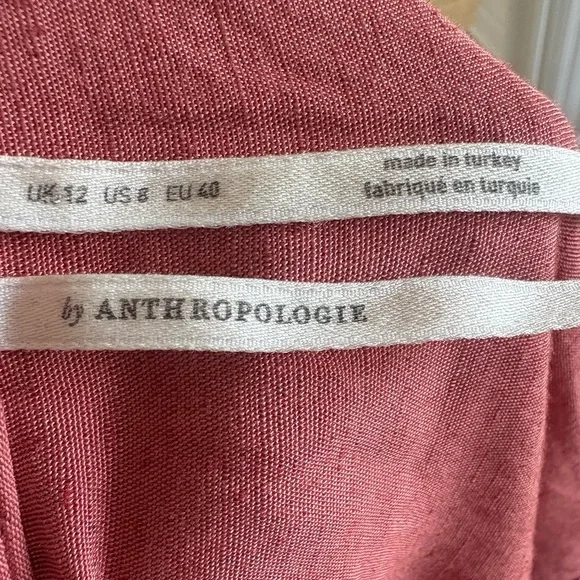 UK 12 US 8 EU 40
made in turkey
fabriqué en turquie
by ANTHROPOLOGIE